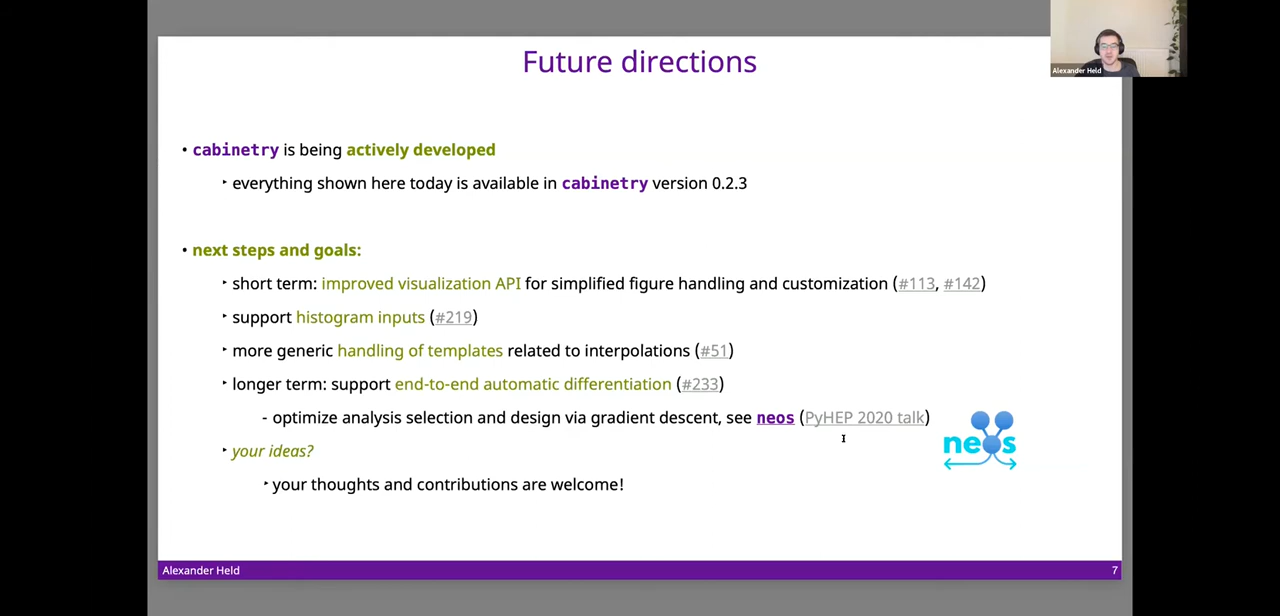 Future directions
Alexander Held
• cabinetry is being actively developed
‣ everything shown here today is available in cabinetry version 0.2.3
• next steps and goals:
‣ short term: improved visualization API for simplified figure handling and customization (#113, #142)
‣ support histogram inputs (#219)
‣ more generic handling of templates related to interpolations (#51)
‣ longer term: support end-to-end automatic differentiation (#233)
- optimize analysis selection and design via gradient descent, see neos (PyHEP 2020 talk)
neos
‣ your ideas?
‣ your thoughts and contributions are welcome!
Alexander Held
7